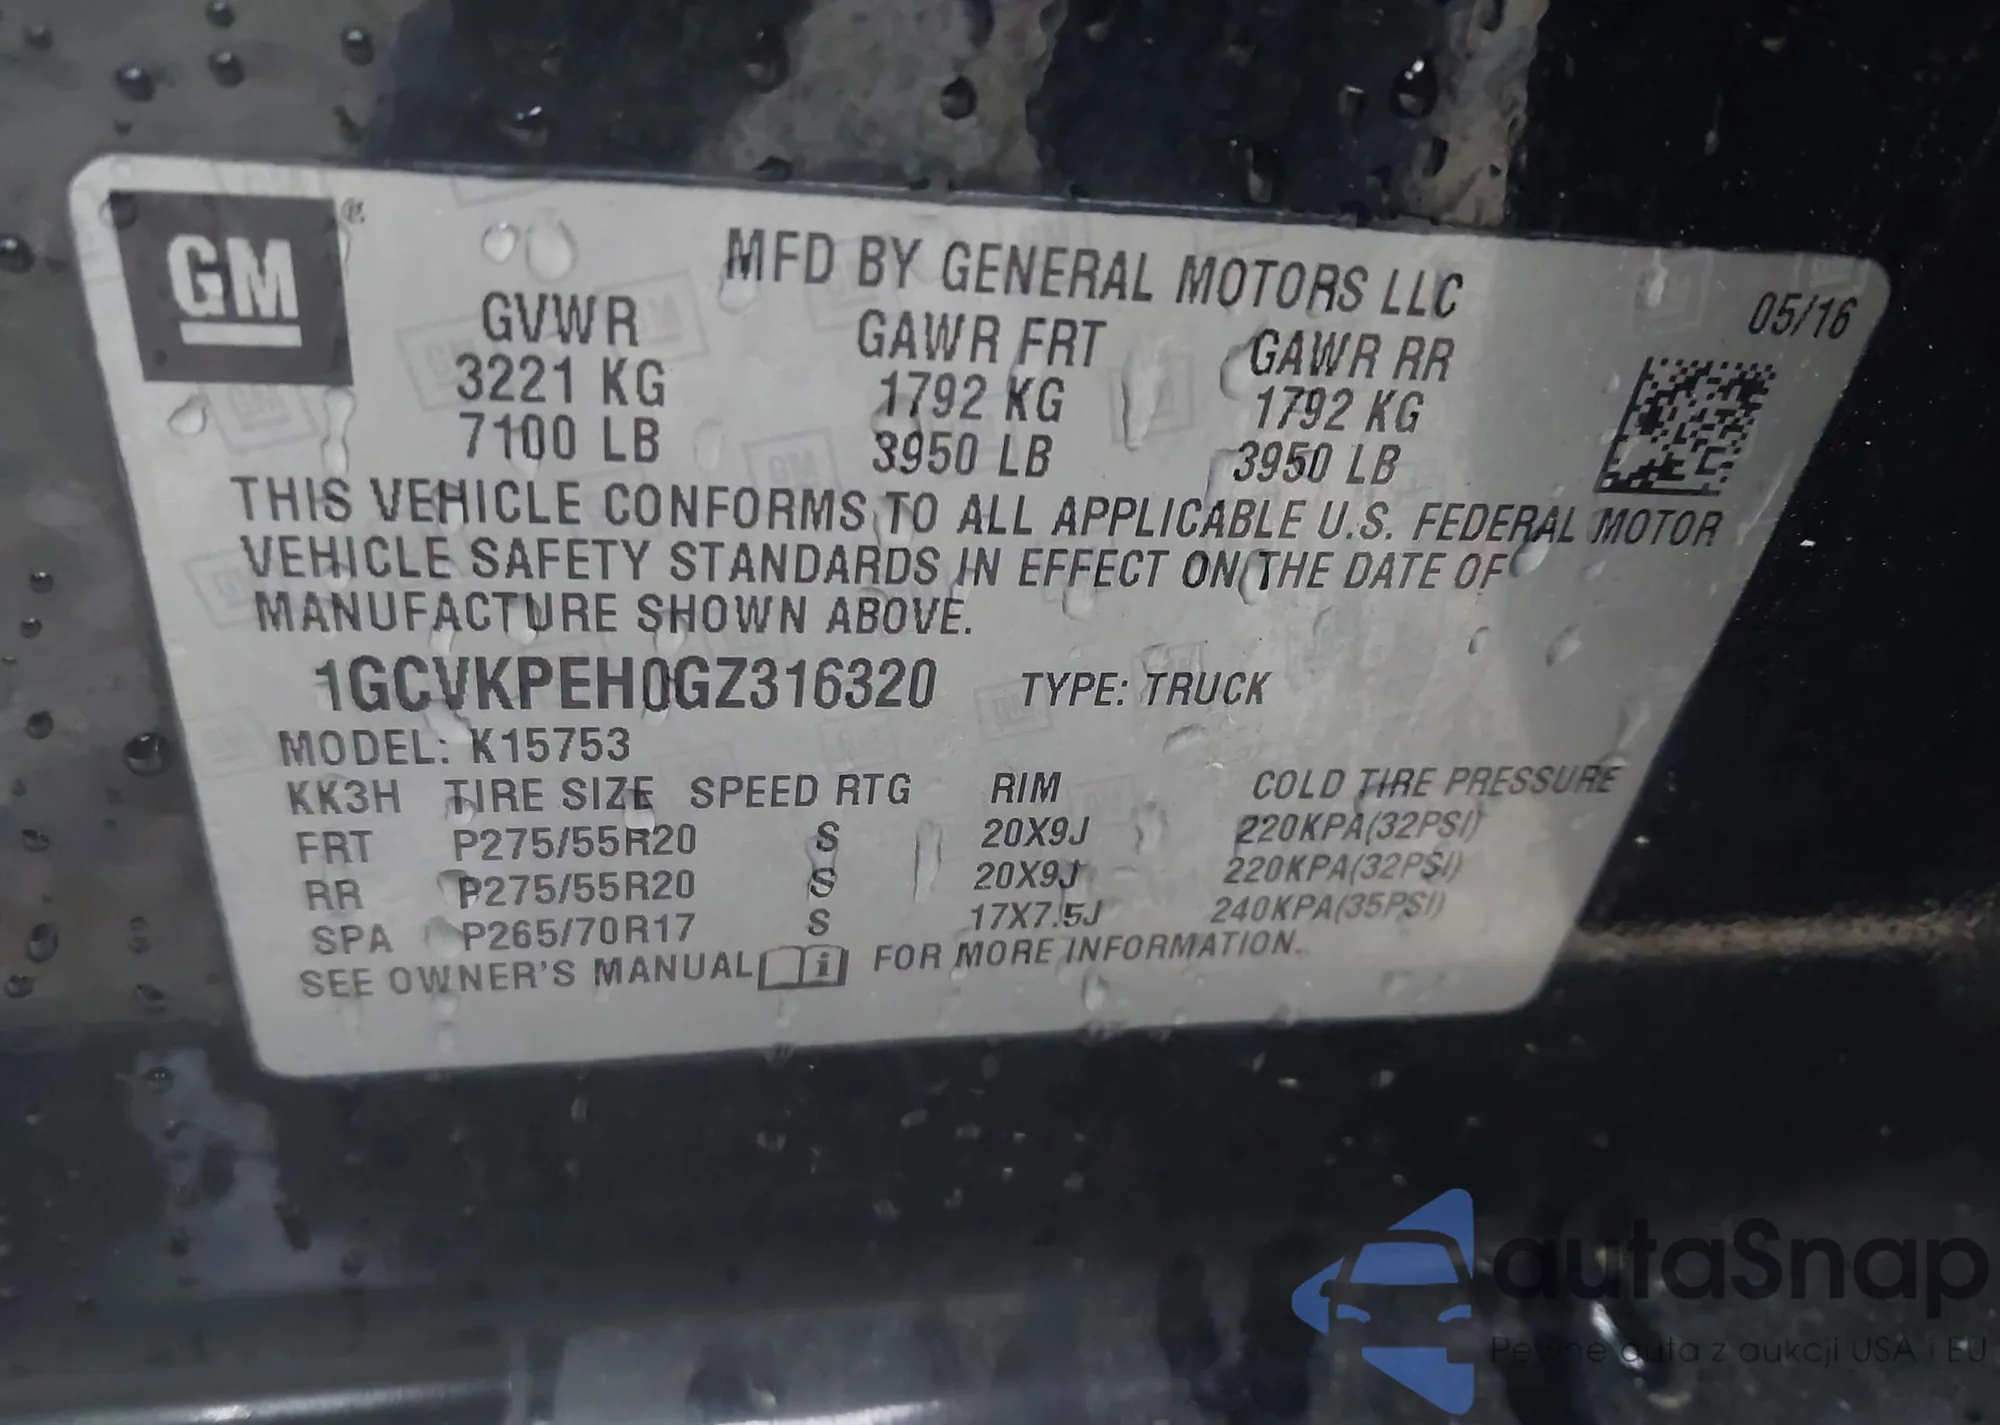 GM®
MFD BY GENERAL MOTORS LLC
05/16
GVWR GAWR FRT GAWR RR
3221 KG 1792 KG 1792 KG
7100 LB 3950 LB 3950 LB
THIS VEHICLE CONFORMS TO ALL APPLICABLE U.S. FEDERAL MOTOR
VEHICLE SAFETY STANDARDS IN EFFECT ON THE DATE OF
MANUFACTURE SHOWN ABOVE.
1GCVKPEH0GZ316320 TYPE: TRUCK
MODEL: K15753
KK3H TIRE SIZE SPEED RTG RIM COLD TIRE PRESSURE
FRT P275/55R20 S 20X9J 220KPA(32PSI)
RR P275/55R20 S 20X9J 220KPA(32PSI)
SPA P265/70R17 S 17X7.5J 240KPA(35PSI)
SEE OWNER'S MANUAL i FOR MORE INFORMATION.
autaSnap
Pewne auta z aukcji USA i EU